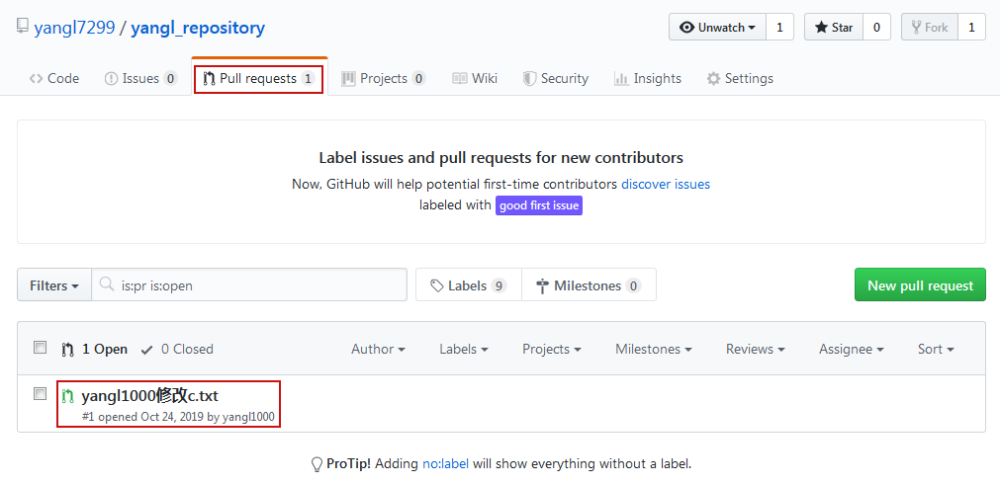 yangl7299 / yangl_repository
Unwatch 1 Star 0 Fork 1
Code Issues 0 Pull requests 1 Projects 0 Wiki Security Insights Settings
Label issues and pull requests for new contributors
Now, GitHub will help potential first-time contributors discover issues
labeled with good first issue
Filters is:pr is:open Labels 9 Milestones 0 New pull request
1 Open 0 Closed Author Labels Projects Milestones Reviews Assignee Sort
yangl1000修改c.txt
#1 opened Oct 24, 2019 by yangl1000
ProTip! Adding no:label will show everything without a label.